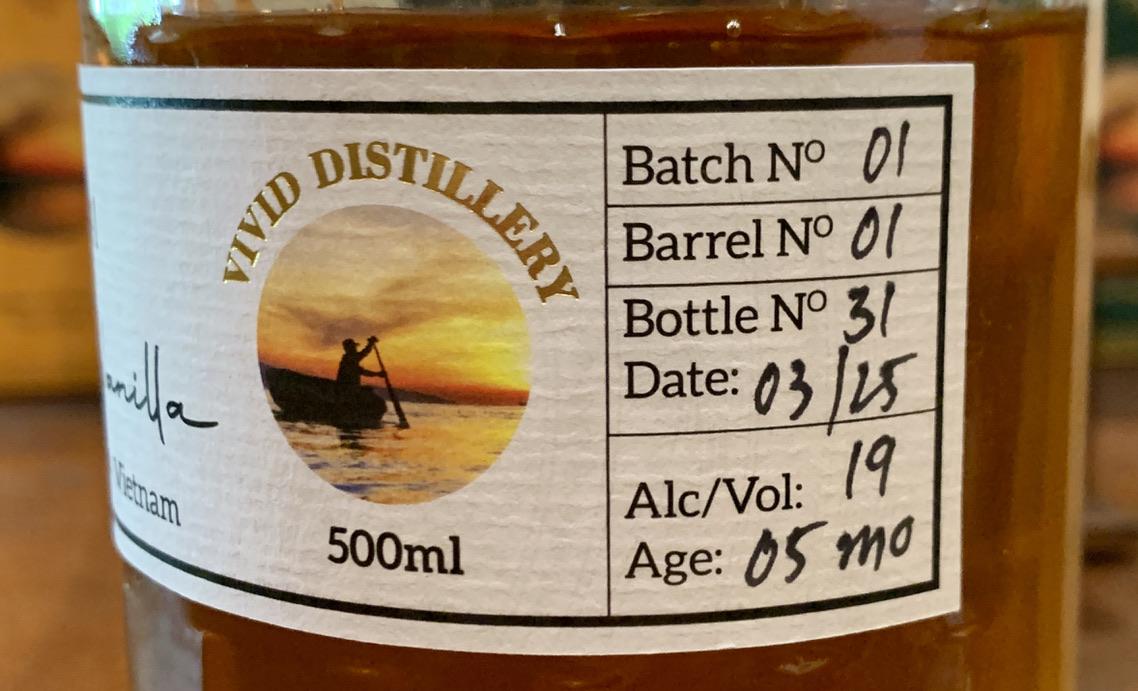 anilla
Vietnam
VIVID DISTILLERY
500ml
Batch Nº 01
Barrel Nº 01
Bottle Nº 31
Date: 03/25
Alc/Vol: 19
Age: 05 mo